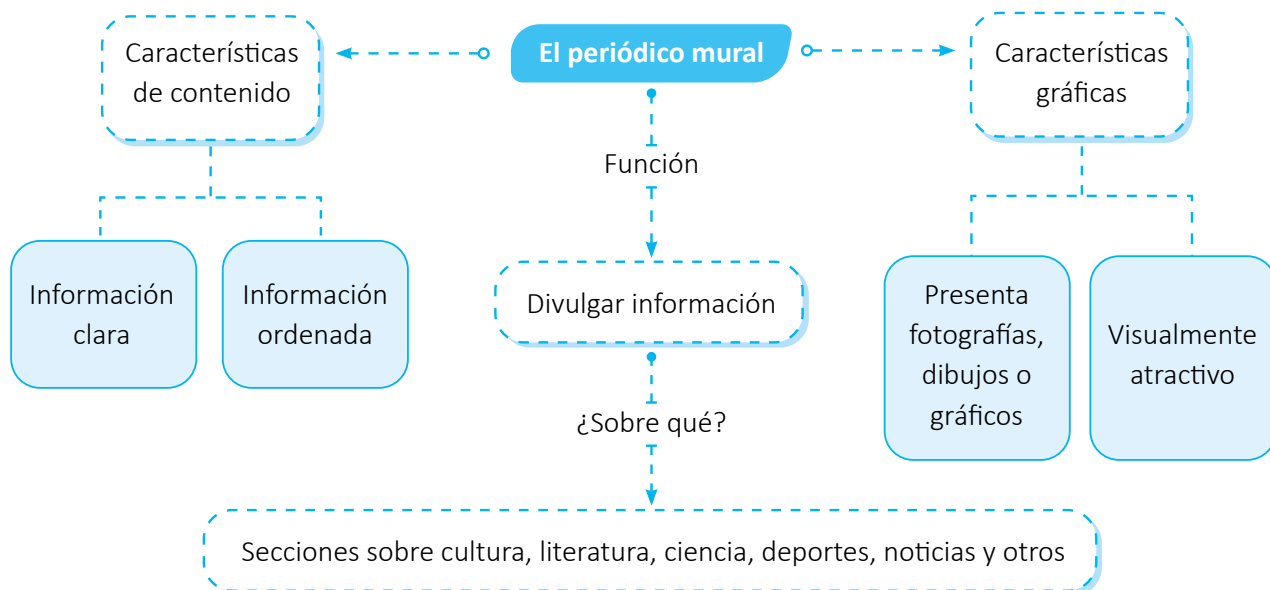 El periódico mural
Características
de contenido
Información
clara
Información
ordenada
Función
Divulgar información
¿Sobre qué?
Secciones sobre cultura, literatura, ciencia, deportes, noticias y otros
Características
gráficas
Presenta
fotografías,
dibujos o
gráficos
Visualmente
atractivo